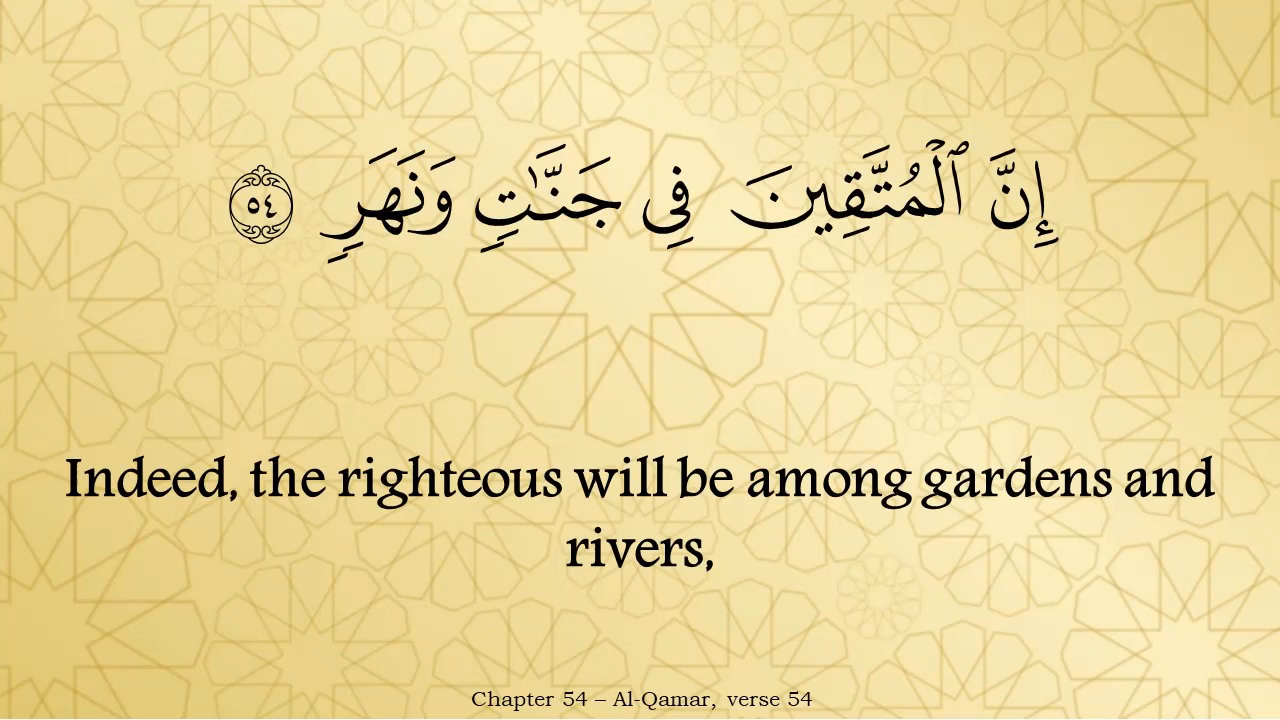 إِنَّ ٱلْمُتَّقِينَ فِى جَنَّـٰتٍ وَنَهَرٍ ٥٤
Indeed, the righteous will be among gardens and
rivers,
Chapter 54 – Al-Qamar, verse 54